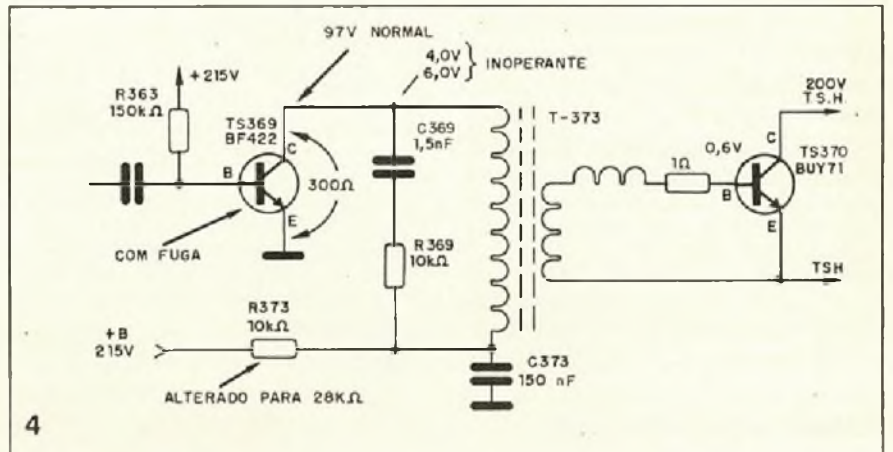 97V NORMAL
4,0V
6,0V
INOPERANTE
+215V
R363
150kΩ
TS369
BF422
C
B
E
300Ω
COM FUGA
C369
1,5nF
R369
10kΩ
T-373
1Ω
0,6V
200V
T.S.H.
C
TS370
BUY71
B
E
TSH
R373
10kΩ
+B
215V
ALTERADO PARA 28KΩ
C373
150 nF
4